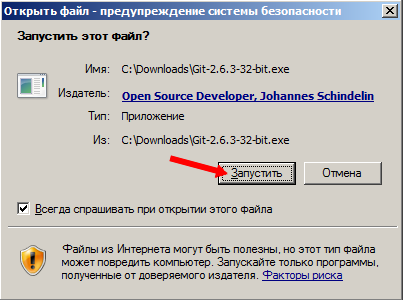 Открыть файл - предупреждение системы безопасности
Запустить этот файл?
Имя: C:\Downloads\Git-2.6.3-32-bit.exe
Издатель: Open Source Developer, Johannes Schindelin
Тип: Приложение
Из: C:\Downloads\Git-2.6.3-32-bit.exe
Запустить Отмена
Всегда спрашивать при открытии этого файла
Файлы из Интернета могут быть полезны, но этот тип файла
может повредить компьютер. Запускайте только программы,
полученные от доверяемого издателя. Факторы риска